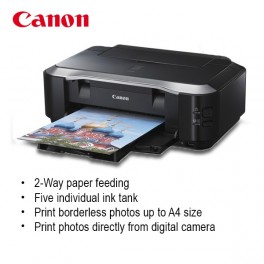 Canon
Canon
• 2-Way paper feeding
• Five individual ink tank
• Print borderless photos up to A4 size
• Print photos directly from digital camera